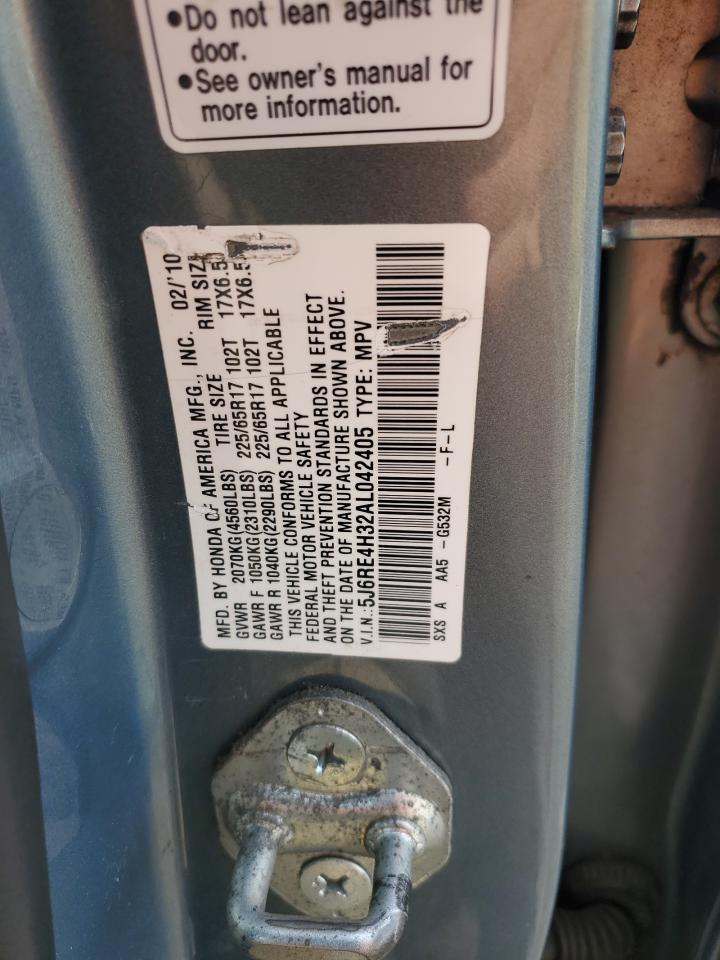 •Do not lean against the
door.
•See owner's manual for
more information.
MFD. BY HONDA OF AMERICA MFG., INC. 02/'10
GVWR 2070KG(4560LBS) TIRE SIZE RIM SIZ
GAWR F 1050KG(2310LBS) 225/65R17 102T 17X6.5
GAWR R 1040KG(2290LBS) 225/65R17 102T 17X6.5
THIS VEHICLE CONFORMS TO ALL APPLICABLE
FEDERAL MOTOR VEHICLE SAFETY
AND THEFT PREVENTION STANDARDS IN EFFECT
ON THE DATE OF MANUFACTURE SHOWN ABOVE.
V.I.N.:5J6RE4H32AL042405 TYPE: MPV
SXS A AA5 -G532M -F-L